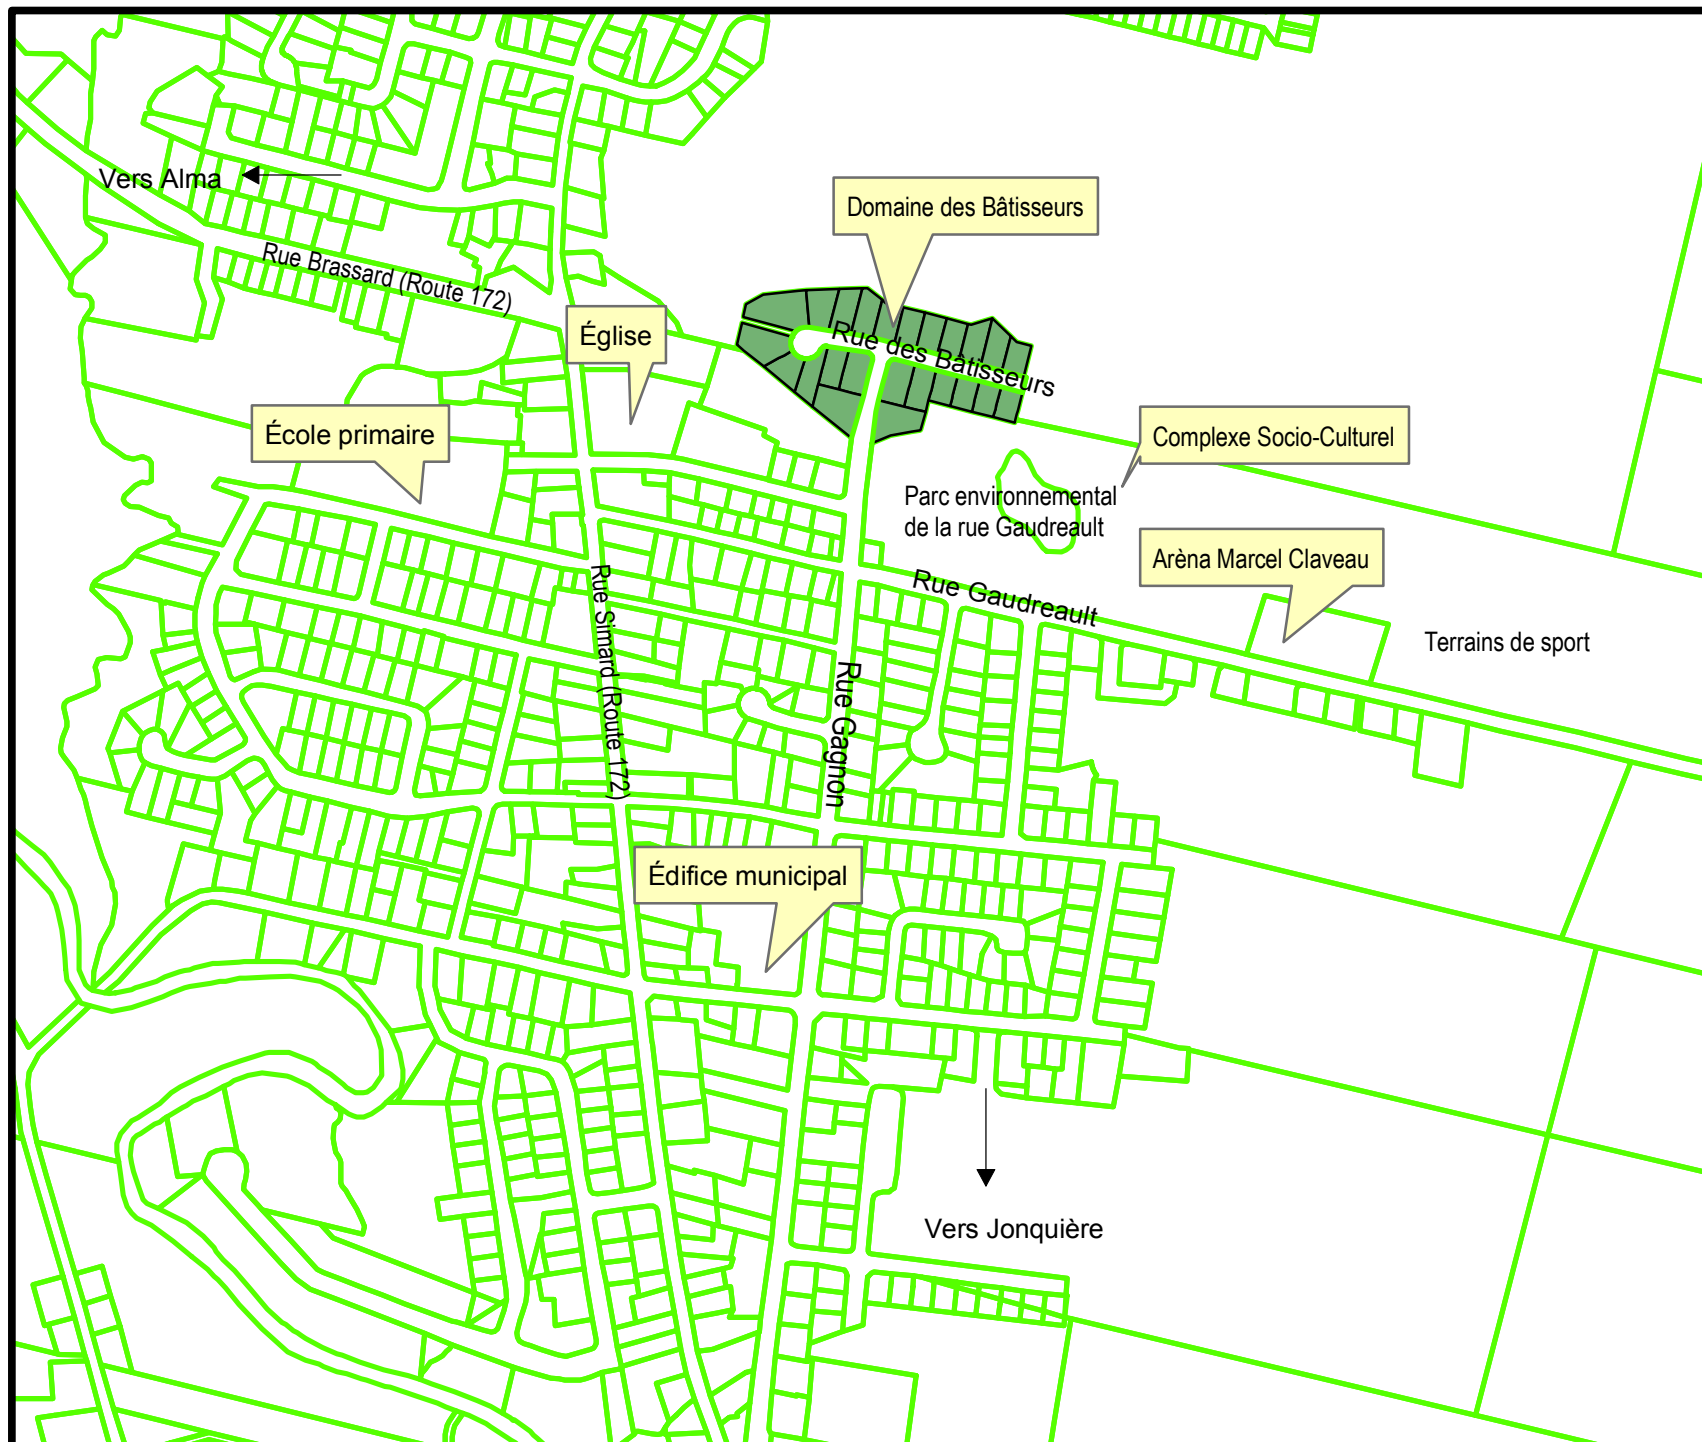 Vers Alma
Domaine des Bâtisseurs
Rue Brassard (Route 172)
Église
Rue des Bâtisseurs
École primaire
Complexe Socio-Culturel
Parc environnemental
de la rue Gaudreault
Arèna Marcel Claveau
Rue Gaudreault
Rue Simard (Route 172)
Terrains de sport
Rue Gagnon
Édifice municipal
Vers Jonquière